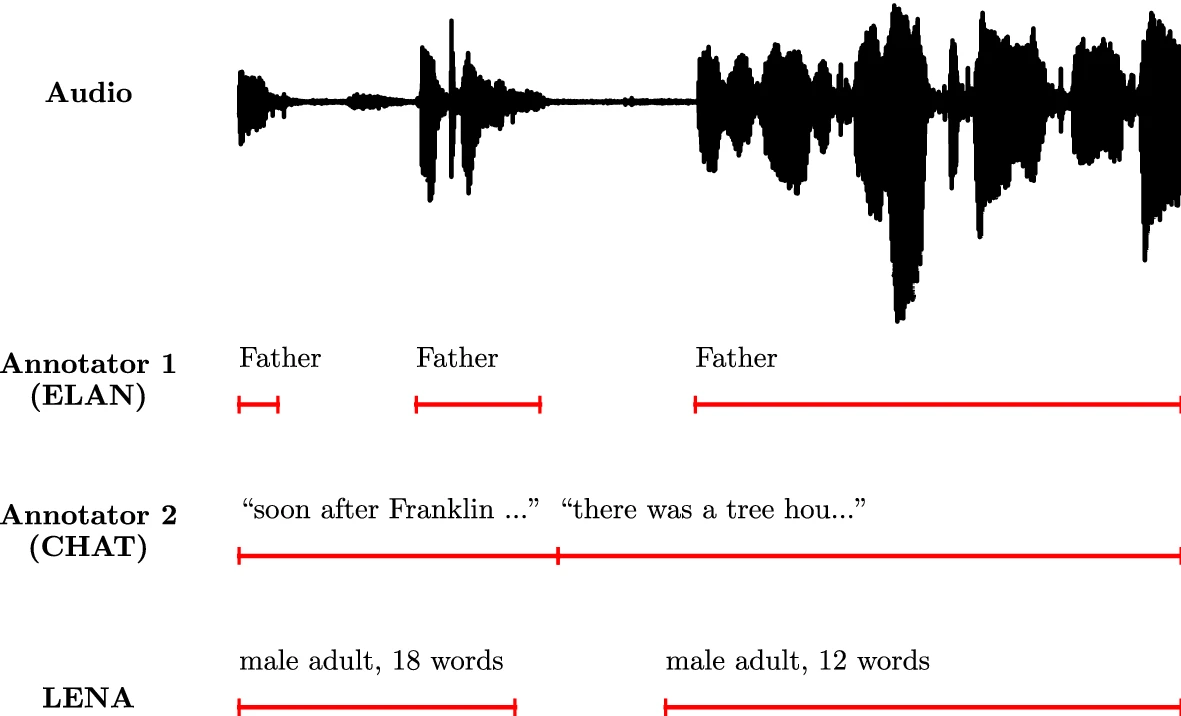 Audio
Annotator 1
(ELAN)
Father Father Father
Annotator 2
(CHAT)
“soon after Franklin ...” “there was a tree hou...”
LENA
male adult, 18 words male adult, 12 words